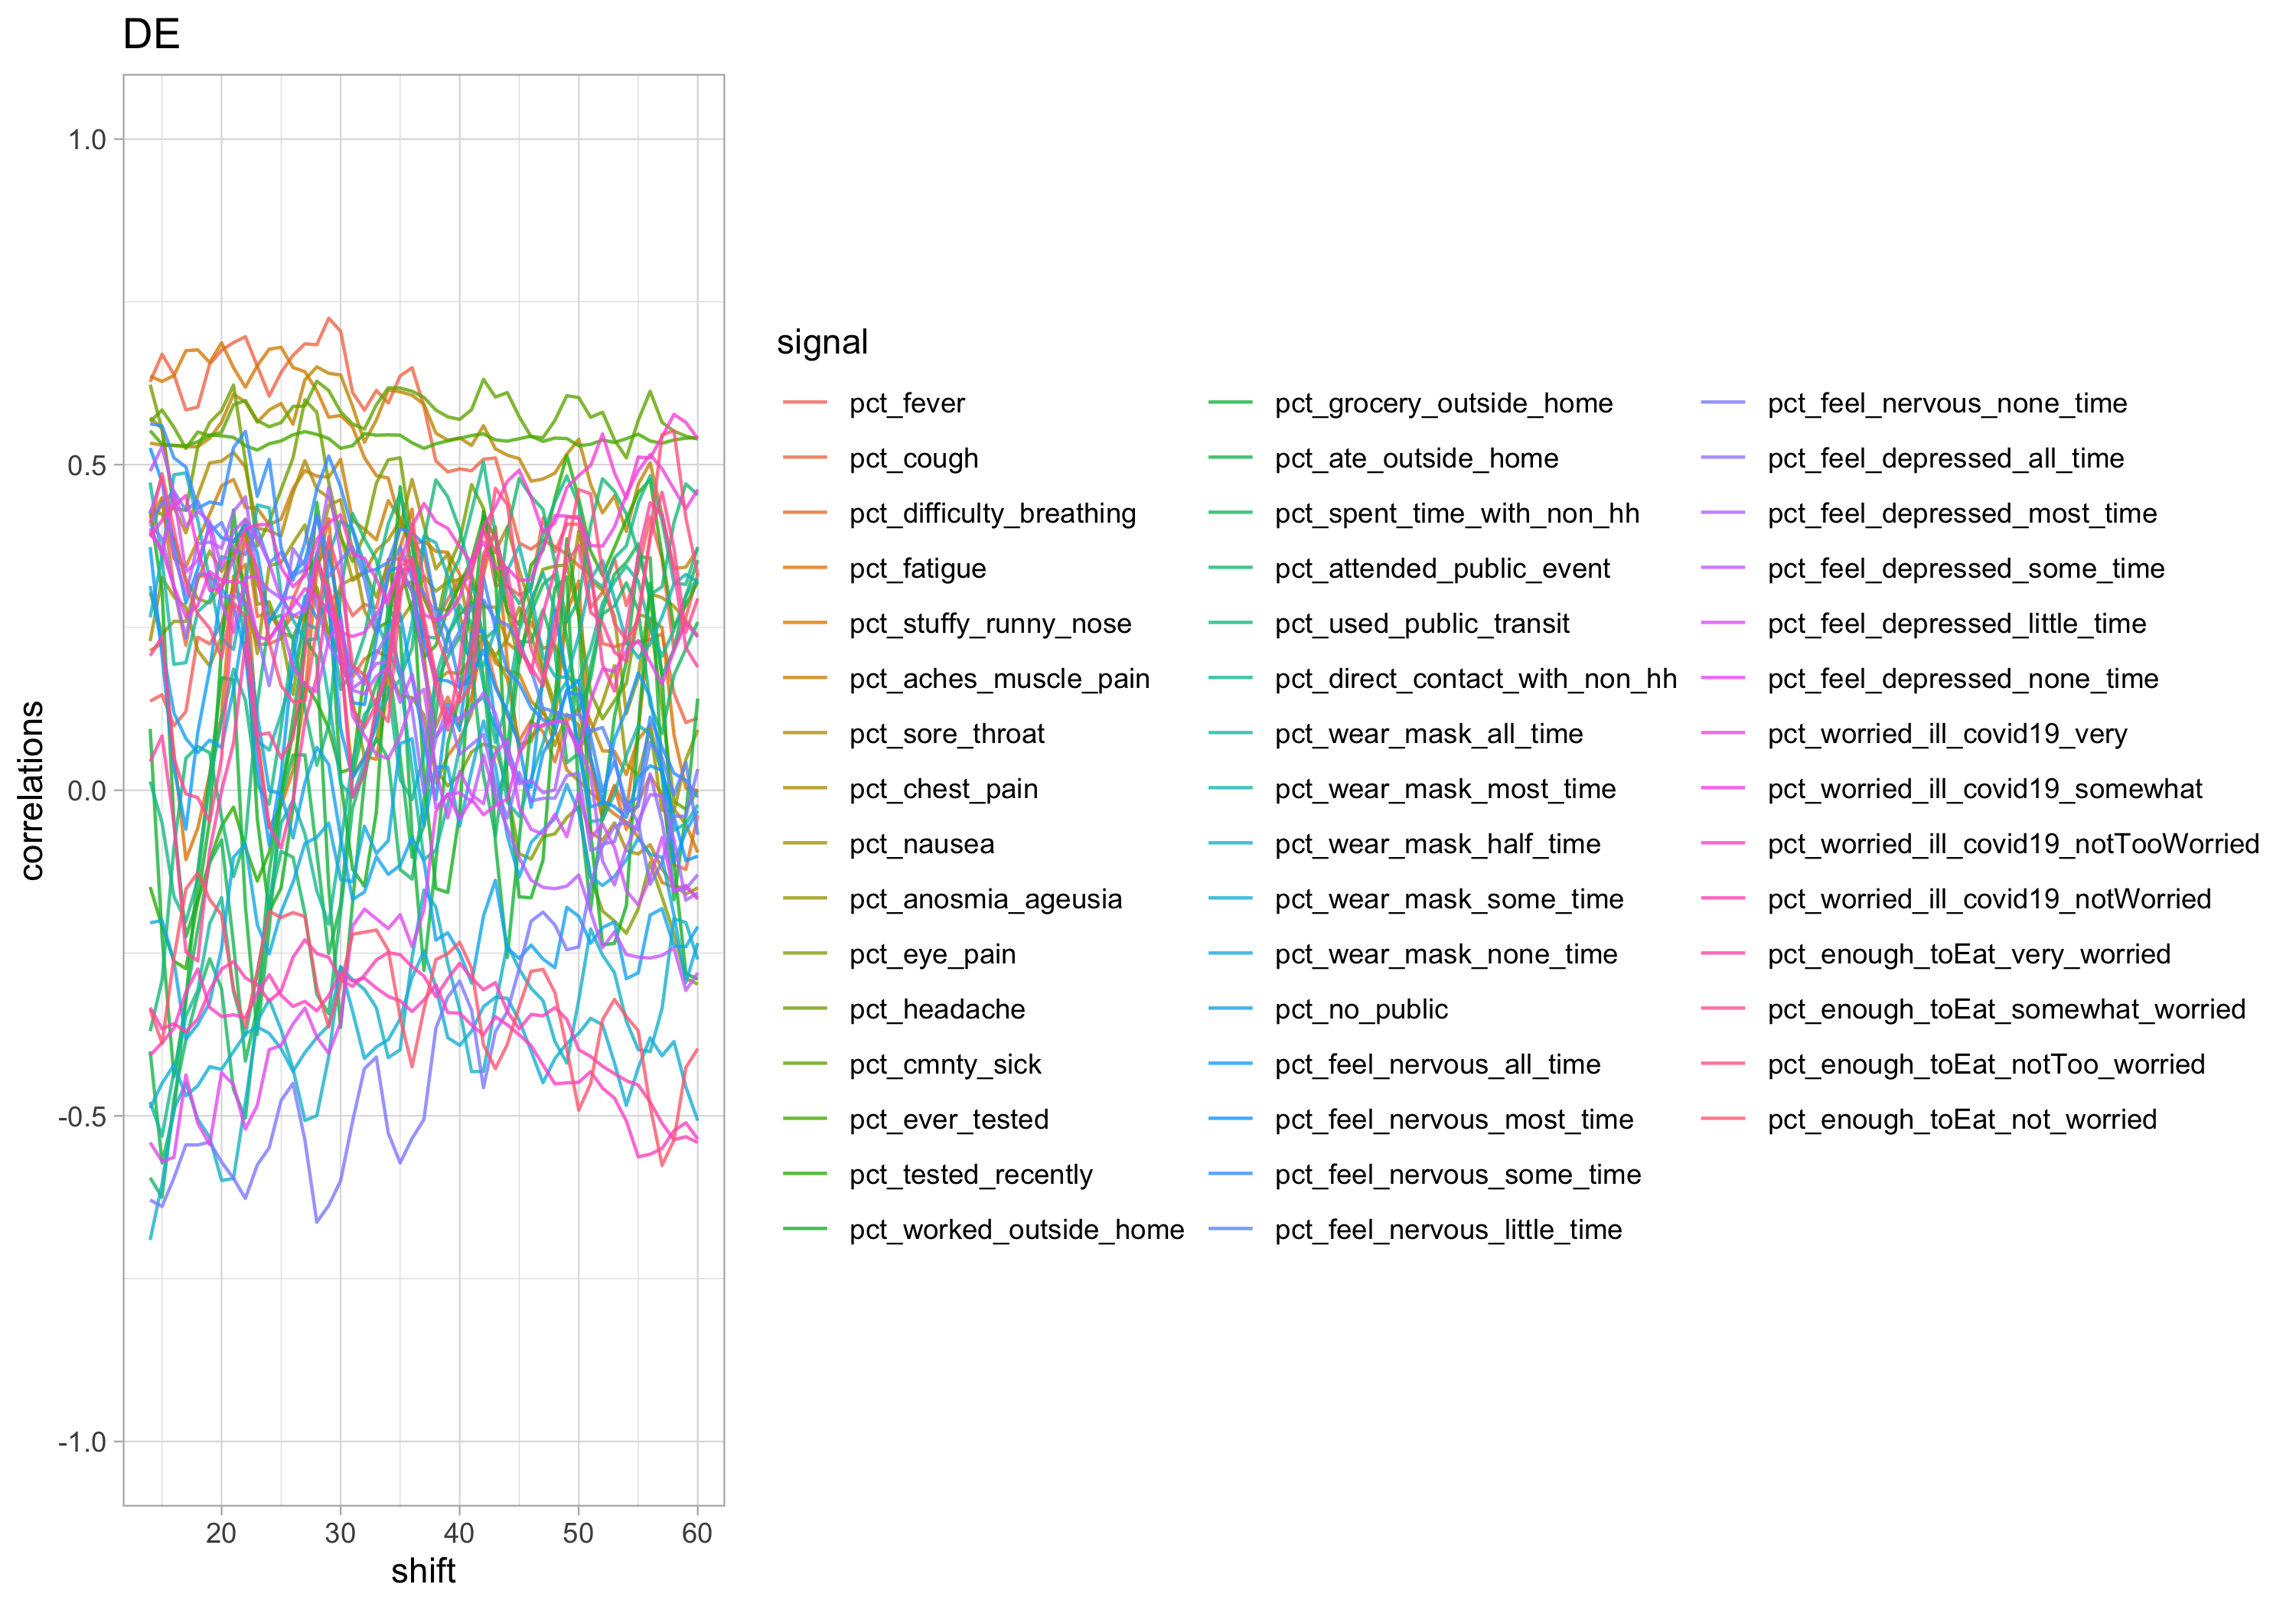 DE
1.0
0.5
0.0
-0.5
-1.0
correlations
20 30 40 50 60
shift
signal
pct_fever
pct_cough
pct_difficulty_breathing
pct_fatigue
pct_stuffy_runny_nose
pct_aches_muscle_pain
pct_sore_throat
pct_chest_pain
pct_nausea
pct_anosmia_ageusia
pct_eye_pain
pct_headache
pct_cmnty_sick
pct_ever_tested
pct_tested_recently
pct_worked_outside_home
pct_grocery_outside_home
pct_ate_outside_home
pct_spent_time_with_non_hh
pct_attended_public_event
pct_used_public_transit
pct_direct_contact_with_non_hh
pct_wear_mask_all_time
pct_wear_mask_most_time
pct_wear_mask_half_time
pct_wear_mask_some_time
pct_wear_mask_none_time
pct_no_public
pct_feel_nervous_all_time
pct_feel_nervous_most_time
pct_feel_nervous_some_time
pct_feel_nervous_little_time
pct_feel_nervous_none_time
pct_feel_depressed_all_time
pct_feel_depressed_most_time
pct_feel_depressed_some_time
pct_feel_depressed_little_time
pct_feel_depressed_none_time
pct_worried_ill_covid19_very
pct_worried_ill_covid19_somewhat
pct_worried_ill_covid19_notTooWorried
pct_worried_ill_covid19_notWorried
pct_enough_toEat_very_worried
pct_enough_toEat_somewhat_worried
pct_enough_toEat_notToo_worried
pct_enough_toEat_not_worried